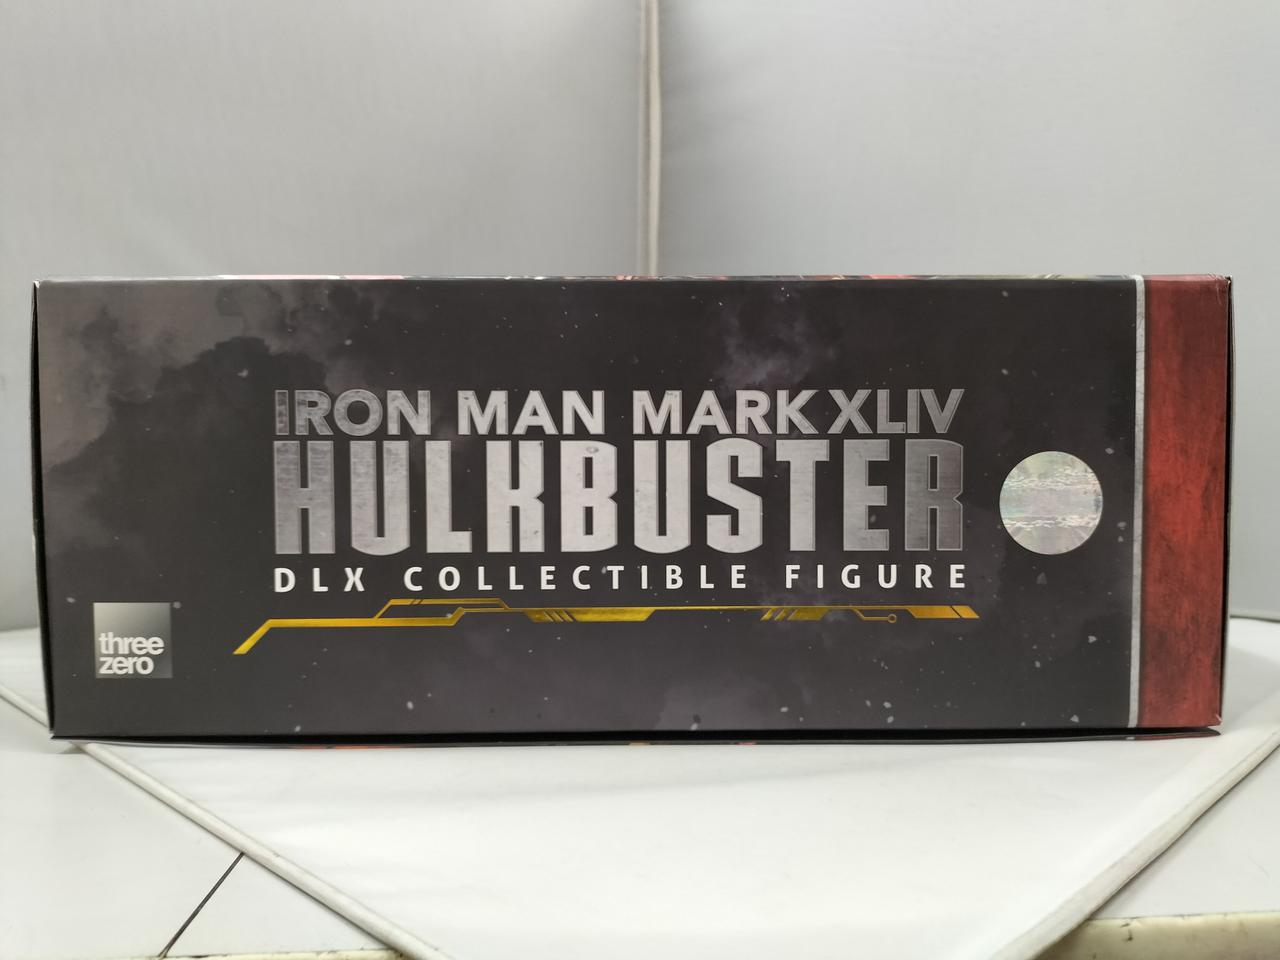 IRON MAN MARK XLIV
HULKBUSTER
DLX COLLECTIBLE FIGURE
three
zero